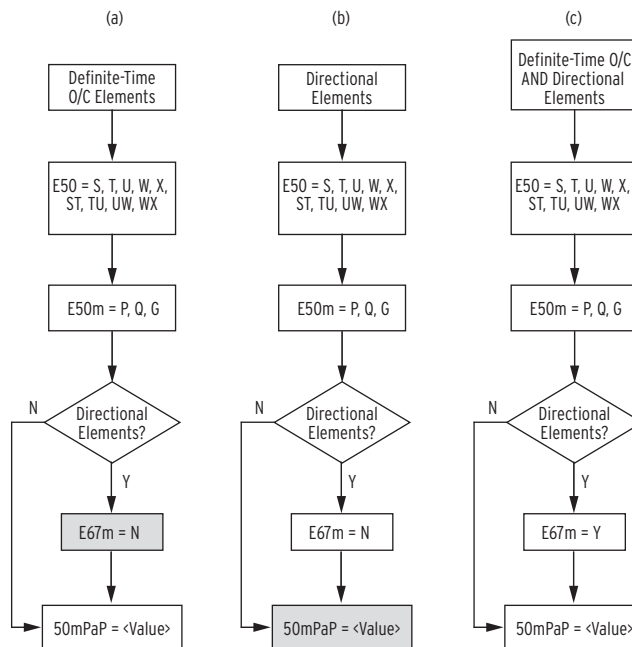 (a)
Definite-Time
O/C Elements
E50 = S, T, U, W, X,
ST, TU, UW, WX
E50m = P, Q, G
N
Directional
Elements?
Y
E67m = N
50mPaP = <Value>
(b)
Directional
Elements
E50 = S, T, U, W, X,
ST, TU, UW, WX
E50m = P, Q, G
N
Directional
Elements?
Y
E67m = N
50mPaP = <Value>
(c)
Definite-Time O/C
AND Directional
Elements
E50 = S, T, U, W, X,
ST, TU, UW, WX
E50m = P, Q, G
N
Directional
Elements?
Y
E67m = Y
50mPaP = <Value>